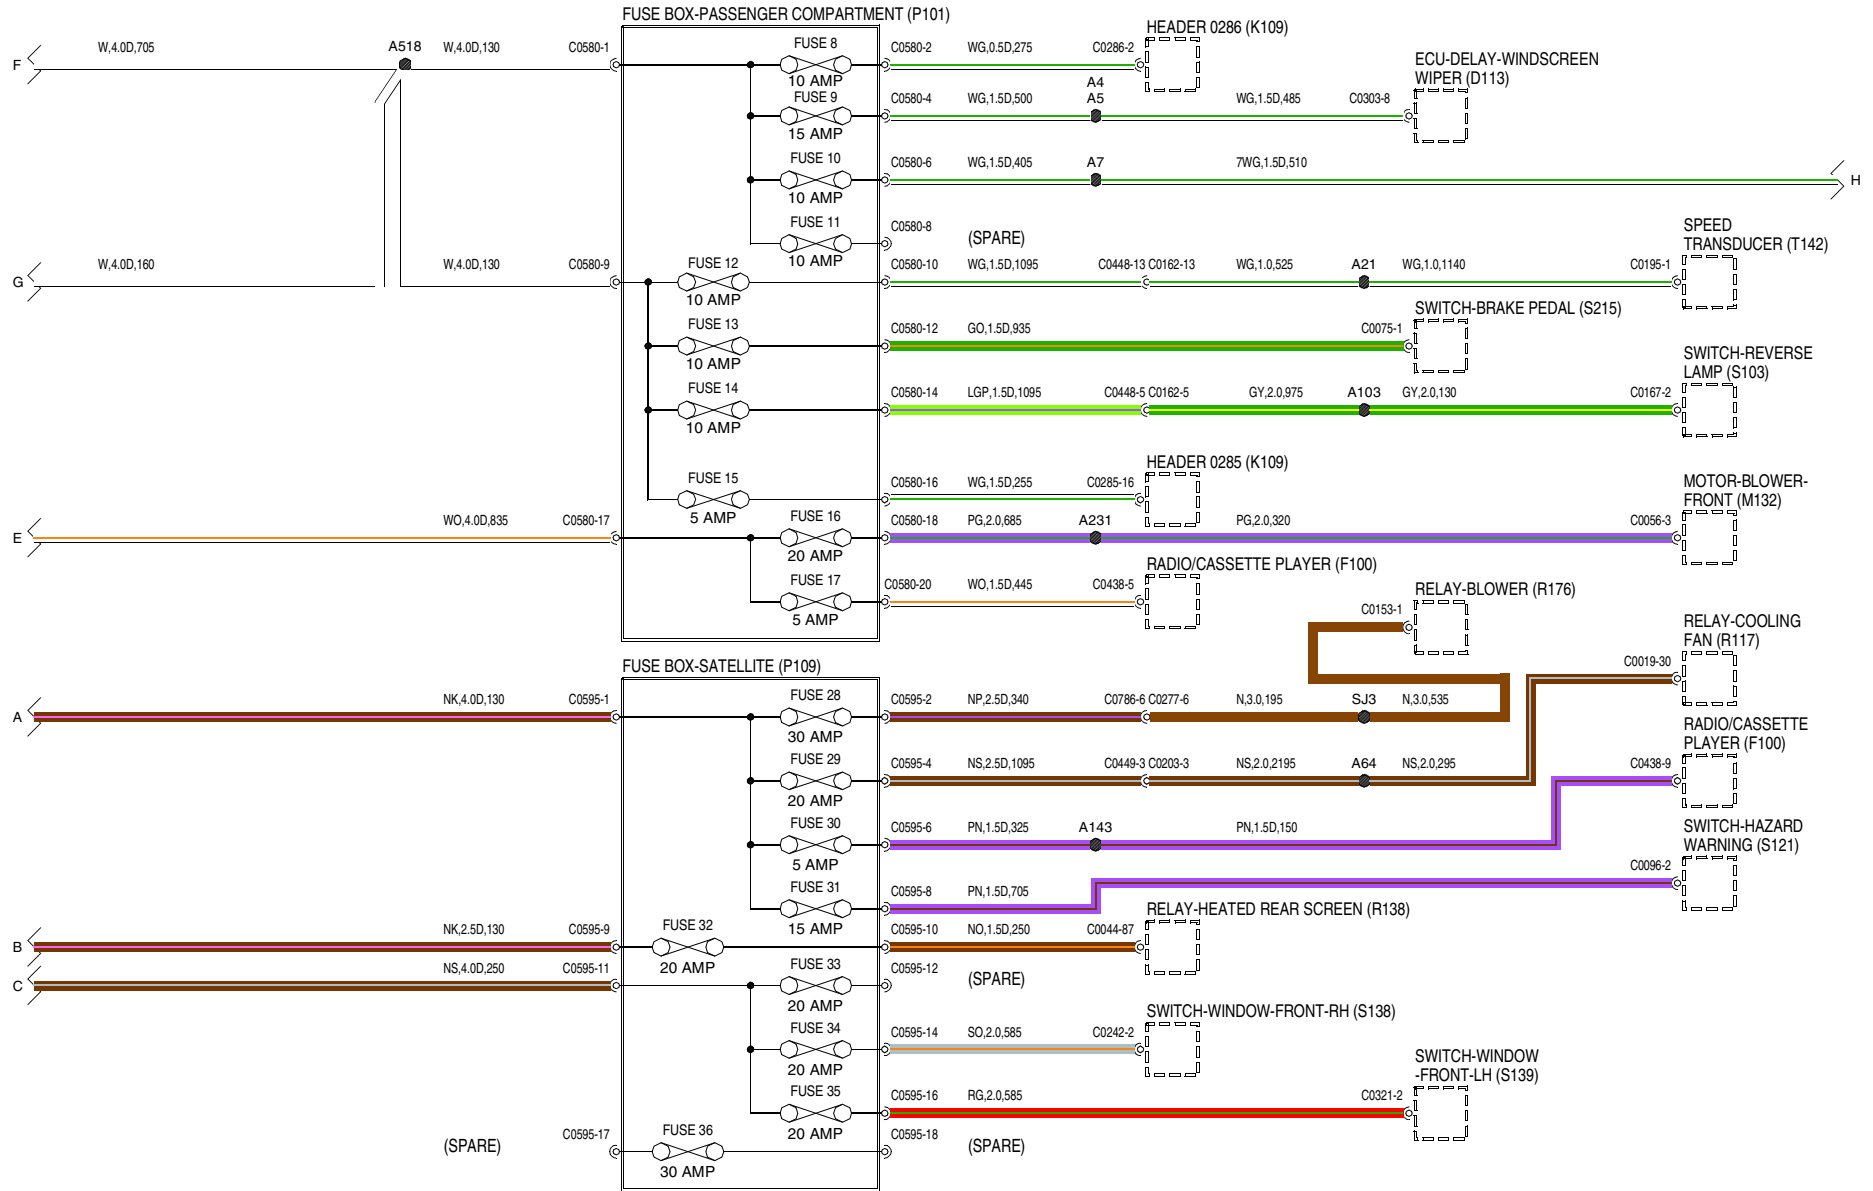 FUSE BOX-PASSENGER COMPARTMENT (P101)
F
W,4.0D,705
A518
W,4.0D,130
C0580-1
FUSE 8
10 AMP
C0580-2
WG,0.5D,275
C0286-2
HEADER 0286 (K109)
FUSE 9
15 AMP
C0580-4
WG,1.5D,500
A4
A5
WG,1.5D,485
C0303-8
ECU-DELAY-WINDSCREEN
WIPER (D113)
FUSE 10
10 AMP
C0580-6
WG,1.5D,405
A7
7WG,1.5D,510
H
FUSE 11
10 AMP
C0580-8
(SPARE)
G
W,4.0D,160
W,4.0D,130
C0580-9
FUSE 12
10 AMP
C0580-10
WG,1.5D,1095
C0448-13 C0162-13
WG,1.0,525
A21
WG,1.0,1140
C0195-1
SPEED
TRANSDUCER (T142)
FUSE 13
10 AMP
C0580-12
GO,1.5D,935
C0075-1
SWITCH-BRAKE PEDAL (S215)
FUSE 14
10 AMP
C0580-14
LGP,1.5D,1095
C0448-5 C0162-5
GY,2.0,975
A103
GY,2.0,130
C0167-2
SWITCH-REVERSE
LAMP (S103)
FUSE 15
5 AMP
C0580-16
WG,1.5D,255
C0285-16
HEADER 0285 (K109)
E
WO,4.0D,835
C0580-17
FUSE 16
20 AMP
C0580-18
PG,2.0,685
A231
PG,2.0,320
C0056-3
MOTOR-BLOWER-
FRONT (M132)
FUSE 17
5 AMP
C0580-20
WO,1.5D,445
C0438-5
RADIO/CASSETTE PLAYER (F100)
FUSE BOX-SATELLITE (P109)
A
NK,4.0D,130
C0595-1
FUSE 28
30 AMP
C0595-2
NP,2.5D,340
C0786-6 C0277-6
N,3.0,195
SJ3
N,3.0,535
C0153-1
RELAY-BLOWER (R176)
FUSE 29
20 AMP
C0595-4
NS,2.5D,1095
C0449-3 C0203-3
NS,2.0,2195
A64
NS,2.0,295
C0019-30
RELAY-COOLING
FAN (R117)
FUSE 30
5 AMP
C0595-6
PN,1.5D,325
A143
PN,1.5D,150
C0438-9
RADIO/CASSETTE
PLAYER (F100)
FUSE 31
15 AMP
C0595-8
PN,1.5D,705
C0096-2
SWITCH-HAZARD
WARNING (S121)
B
NK,2.5D,130
C0595-9
FUSE 32
20 AMP
C0595-10
NO,1.5D,250
C0044-87
RELAY-HEATED REAR SCREEN (R138)
C
NS,4.0D,250
C0595-11
FUSE 33
20 AMP
C0595-12
(SPARE)
FUSE 34
20 AMP
C0595-14
SO,2.0,585
C0242-2
SWITCH-WINDOW-FRONT-RH (S138)
FUSE 35
20 AMP
C0595-16
RG,2.0,585
C0321-2
SWITCH-WINDOW
-FRONT-LH (S139)
(SPARE)
C0595-17
FUSE 36
30 AMP
C0595-18
(SPARE)